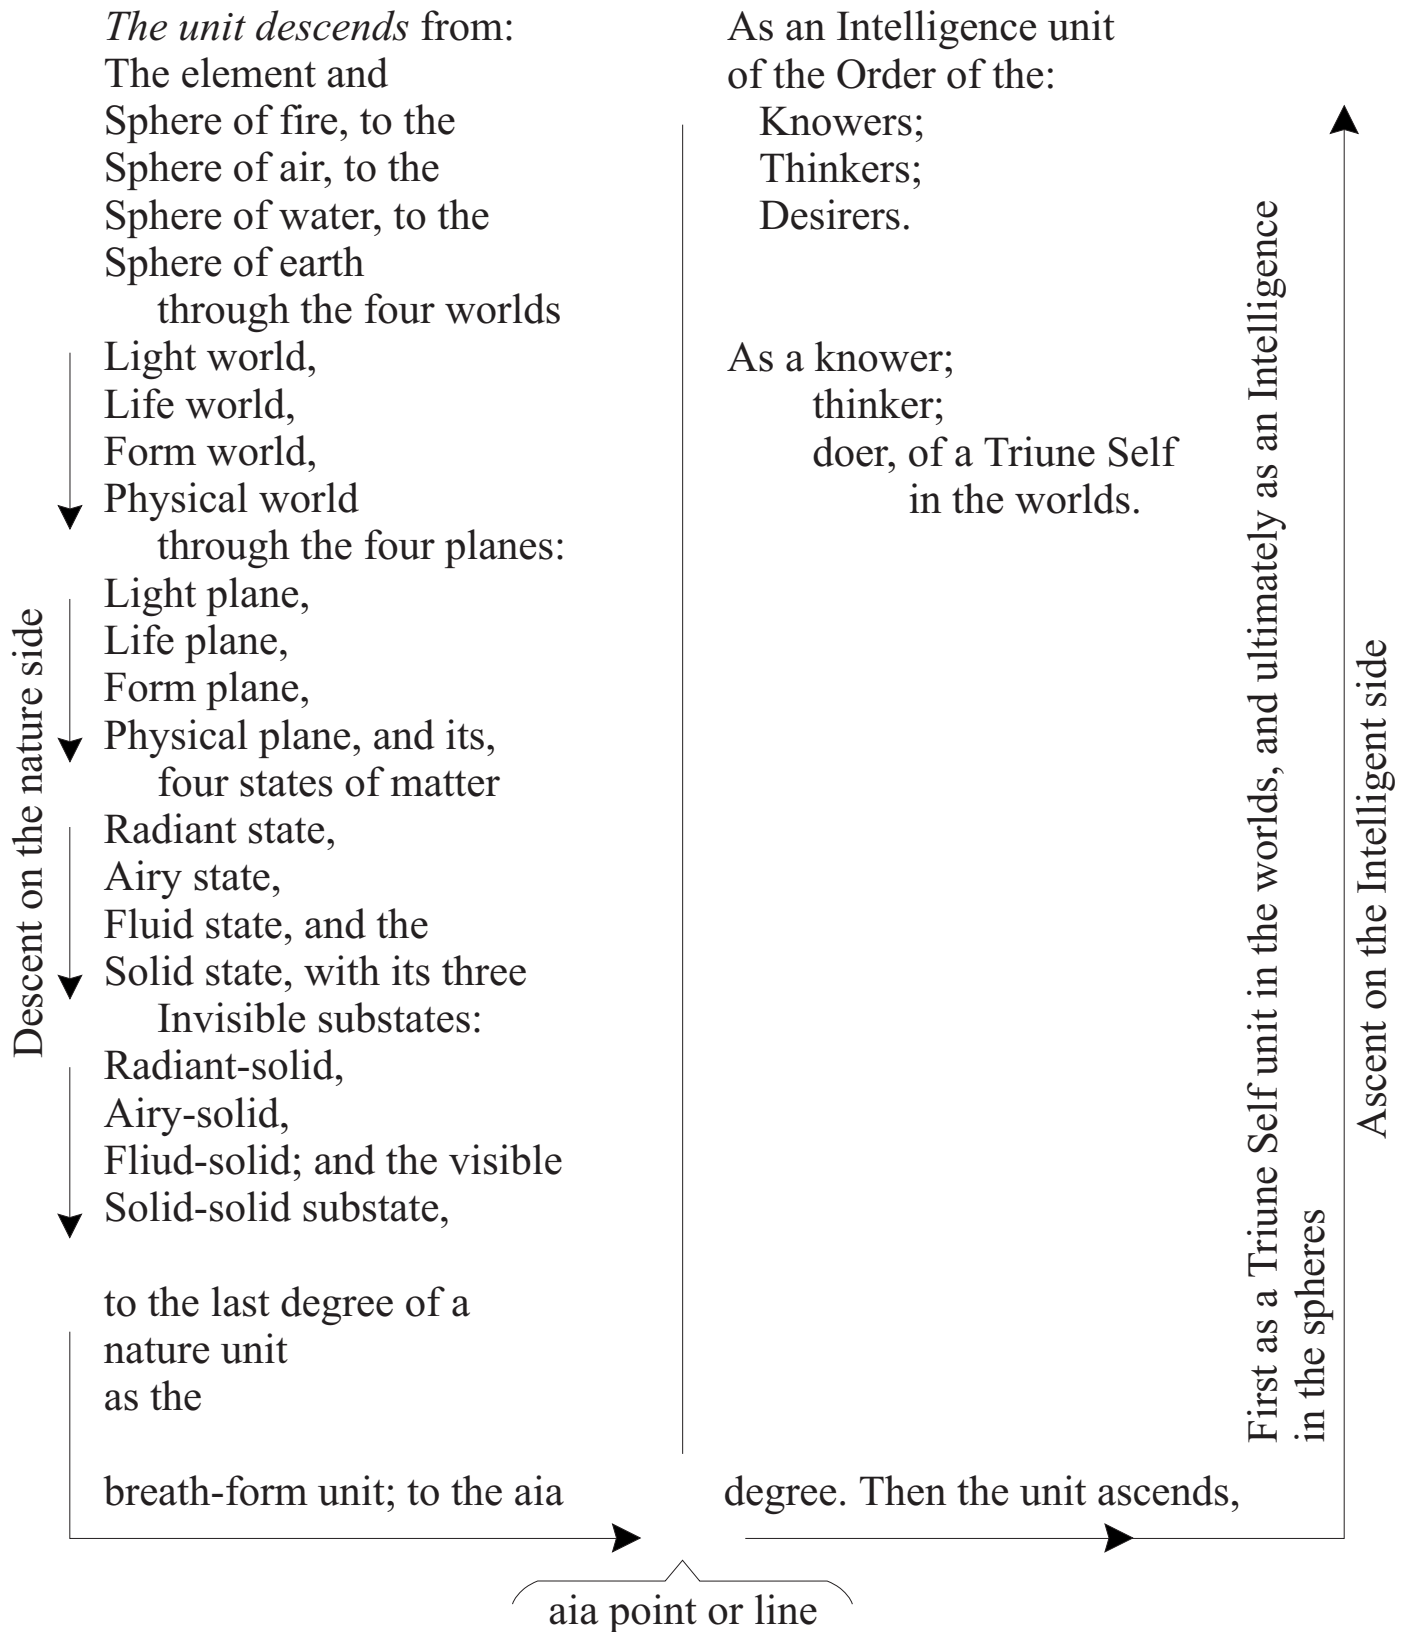 The unit descends from:
The element and
Sphere of fire, to the
Sphere of air, to the
Sphere of water, to the
Sphere of earth
through the four worlds
Light world,
Life world,
Form world,
Physical world
through the four planes:
Light plane,
Life plane,
Form plane,
Physical plane, and its,
four states of matter
Radiant state,
Airy state,
Fluid state, and the
Solid state, with its three
Invisible substates:
Radiant-solid,
Airy-solid,
Fliud-solid; and the visible
Solid-solid substate,
to the last degree of a
nature unit
as the
breath-form unit; to the aia
Descent on the nature side
degree. Then the unit ascends,
aia point or line
As an Intelligence unit
of the Order of the:
Knowers;
Thinkers;
Desirers.
As a knower;
thinker;
doer, of a Triune Self
in the worlds.
First as a Triune Self unit in the worlds, and ultimately as an Intelligence
in the spheres
Ascent on the Intelligent side